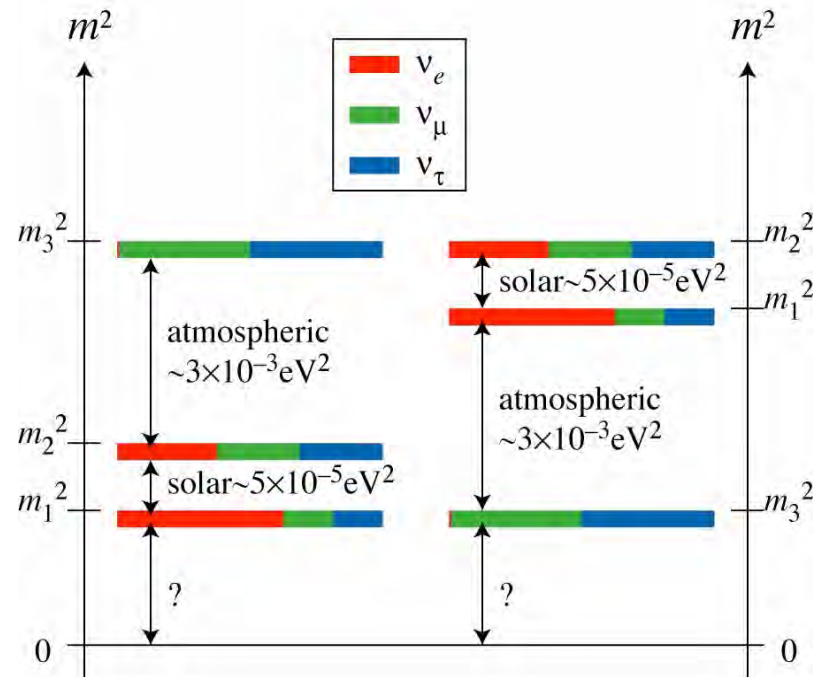 m²
m²
νₑ
ν_μ
ν_τ
m₃²
m₂²
solar~5×10⁻⁵eV²
m₁²
atmospheric
~3×10⁻³eV²
atmospheric
~3×10⁻³eV²
m₂²
solar~5×10⁻⁵eV²
m₁²
m₃²
?
?
0
0